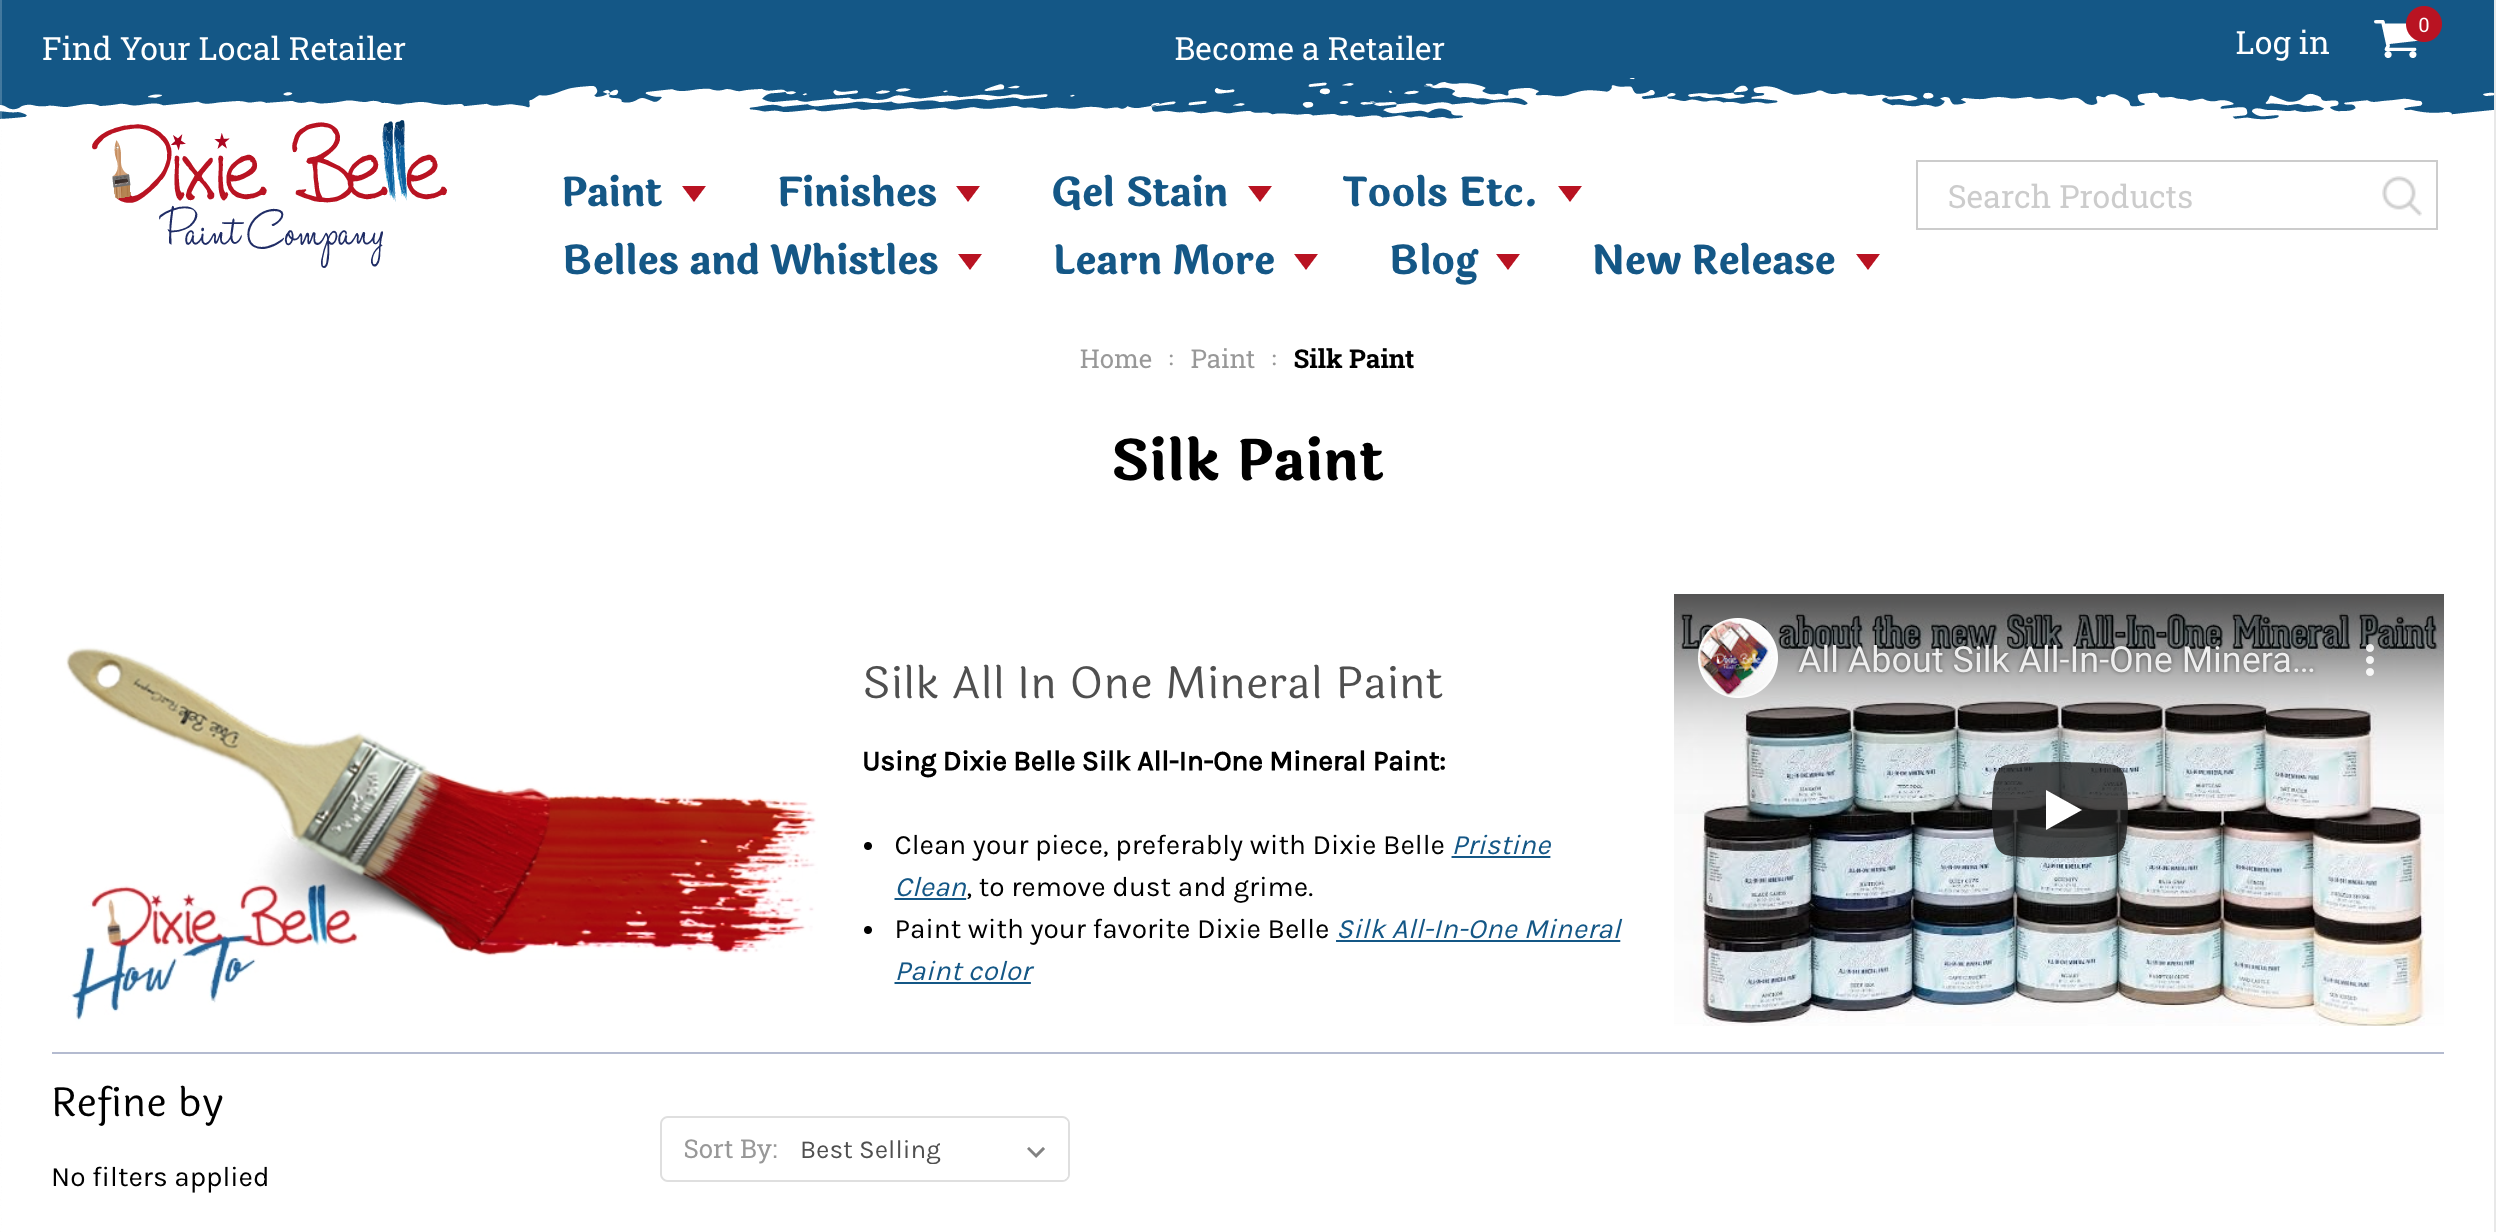 Find Your Local Retailer
Become a Retailer
Log in
0
Dixie Belle
Paint Company
Paint
Finishes
Gel Stain
Tools Etc.
Search Products
Belles and Whistles
Learn More
Blog
New Release
Home : Paint : Silk Paint
Silk Paint
Dixie Belle
Dixie Belle
How To
Silk All In One Mineral Paint
Using Dixie Belle Silk All-In-One Mineral Paint:
• Clean your piece, preferably with Dixie Belle Pristine
Clean, to remove dust and grime.
• Paint with your favorite Dixie Belle Silk All-In-One Mineral
Paint color
about the new Silk All-In-One Mineral Paint
All About Silk All-In-One Minera...
Refine by
No filters applied
Sort By: Best Selling